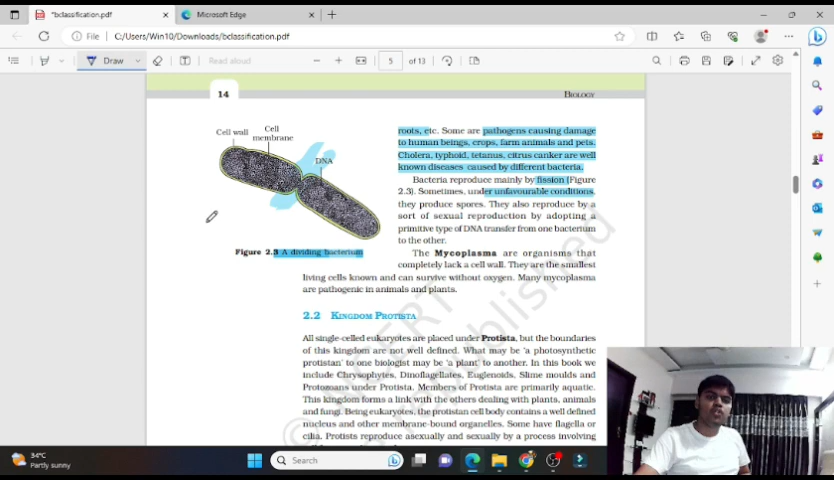 *bclassification.pdf
Microsoft Edge
File
C:/Users/Win10/Downloads/bclassification.pdf
Draw
Read aloud
5
of 13
14
BIOLOGY
Cell wall
Cell
membrane
DNA
Figure 2.3 A dividing bacterium
roots, etc. Some are pathogens causing damage
to human beings, crops, farm animals and pets.
Cholera, typhoid, tetanus, citrus canker are well
known diseases caused by different bacteria.
Bacteria reproduce mainly by fission (Figure
2.3). Sometimes, under unfavourable conditions,
they produce spores. They also reproduce by a
sort of sexual reproduction by adopting a
primitive type of DNA transfer from one bacterium
to the other.
The Mycoplasma are organisms that
completely lack a cell wall. They are the smallest
living cells known and can survive without oxygen. Many mycoplasma
are pathogenic in animals and plants.
2.2 KINGDOM PROTISTA
All single-celled eukaryotes are placed under Protista, but the boundaries
of this kingdom are not well defined. What may be 'a photosynthetic
protistan' to one biologist may be 'a plant' to another. In this book we
include Chrysophytes, Dinoflagellates, Euglenoids, Slime moulds and
Protozoans under Protista. Members of Protista are primarily aquatic.
This kingdom forms a link with the others dealing with plants, animals
and fungi. Being eukaryotes, the protistan cell body contains a well defined
nucleus and other membrane-bound organelles. Some have flagella or
cilia. Protists reproduce asexually and sexually by a process involving
34°C
Partly sunny
Search